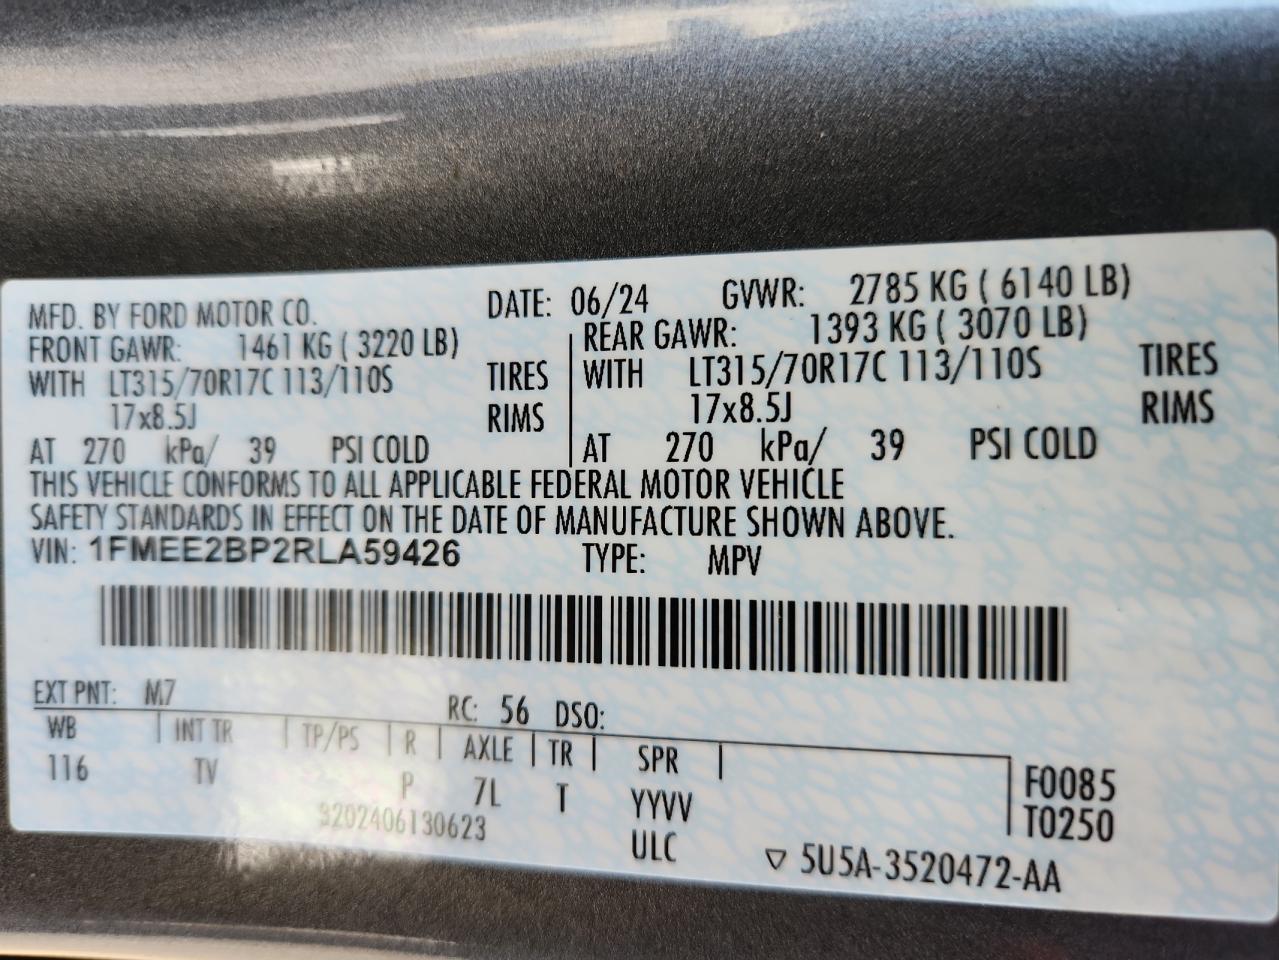 MFD. BY FORD MOTOR CO. DATE: 06/24 GVWR: 2785 KG ( 6140 LB)
FRONT GAWR: 1461 KG ( 3220 LB) REAR GAWR: 1393 KG ( 3070 LB)
WITH LT315/70R17C 113/110S TIRES WITH LT315/70R17C 113/110S TIRES
17x8.5J RIMS 17x8.5J RIMS
AT 270 kPa/ 39 PSI COLD AT 270 kPa/ 39 PSI COLD
THIS VEHICLE CONFORMS TO ALL APPLICABLE FEDERAL MOTOR VEHICLE
SAFETY STANDARDS IN EFFECT ON THE DATE OF MANUFACTURE SHOWN ABOVE.
VIN: 1FMEE2BP2RLA59426 TYPE: MPV
EXT PNT: M7 RC: 56 DSO:
WB | INT TR | TP/PS | R | AXLE | TR | SPR |
116 TV P 7L T YYVV F0085
9202406130623 ULC T0250
▽ 5U5A-3520472-AA